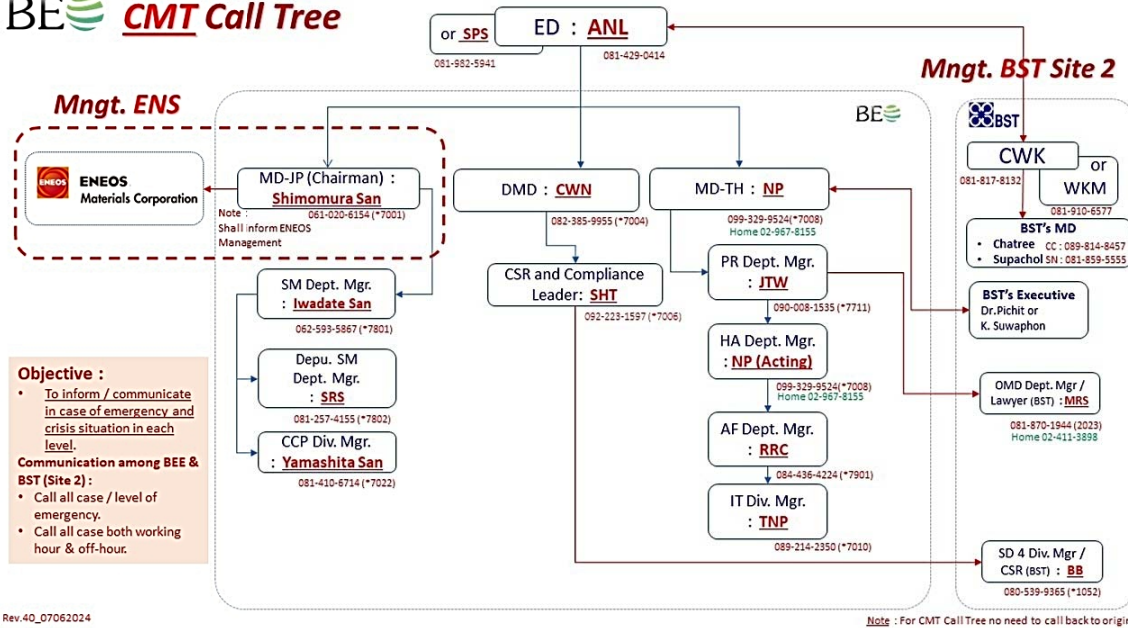 BEE CMT Call Tree
or SPS
ED : ANL
081-982-5941
081-429-0414
Mngt. BST Site 2
Mngt. ENS
ENEOS
ENEOS
Materials Corporation
MD-JP (Chairman) :
Shimomura San
061-020-6154 (*7001)
Note :
Shall inform ENEOS
Management
BEE
DMD : CWN
082-385-9955 (*7004)
MD-TH : NP
099-329-9524(*7008)
Home 02-967-8155
BST
CWK
081-817-8132
or
WKM
081-910-6577
BST's MD
• Chatree CC : 089-814-8457
• Supachol SN : 081-859-5555
SM Dept. Mgr.
: Iwadate San
062-593-5867 (*7801)
CSR and Compliance
Leader: SHT
092-223-1597 (*7006)
PR Dept. Mgr.
: JTW
090-008-1535 (*7711)
BST's Executive
Dr.Pichit or
K. Suwaphon
Depu. SM
Dept. Mgr.
: SRS
081-257-4155 (*7802)
HA Dept. Mgr.
: NP (Acting)
099-329-9524(*7008)
Home 02-967-8155
OMD Dept. Mgr /
Lawyer (BST) : MRS
081-870-1944 (2023)
Home 02-411-3898
CCP Div. Mgr.
: Yamashita San
081-410-6714 (*7022)
AF Dept. Mgr.
: RRC
084-436-4224 (*7901)
IT Div. Mgr.
: TNP
089-214-2350 (*7010)
SD 4 Div. Mgr /
CSR (BST) : BB
080-539-9365 (*1052)
Objective :
• To inform / communicate
in case of emergency and
crisis situation in each
level.
Communication among BEE &
BST (Site 2) :
• Call all case / level of
emergency.
• Call all case both working
hour & off-hour.
Rev.40_07062024
Note : For CMT Call Tree no need to call back to origin